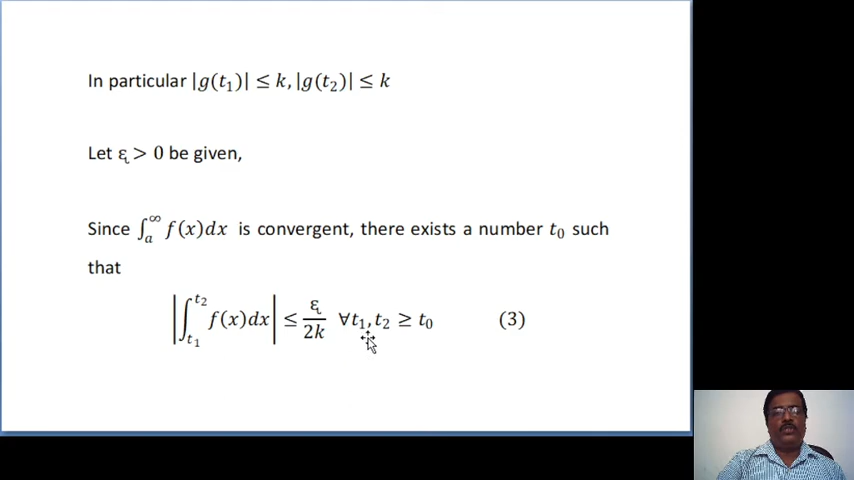 In particular |g(t₁)| ≤ k, |g(t₂)| ≤ k
Let ε > 0 be given,
Since ∫ₐ^∞ f(x)dx is convergent, there exists a number t₀ such
that
|∫_{t₁}^{t₂} f(x)dx| ≤ ε/2k ∀t₁, t₂ ≥ t₀ (3)